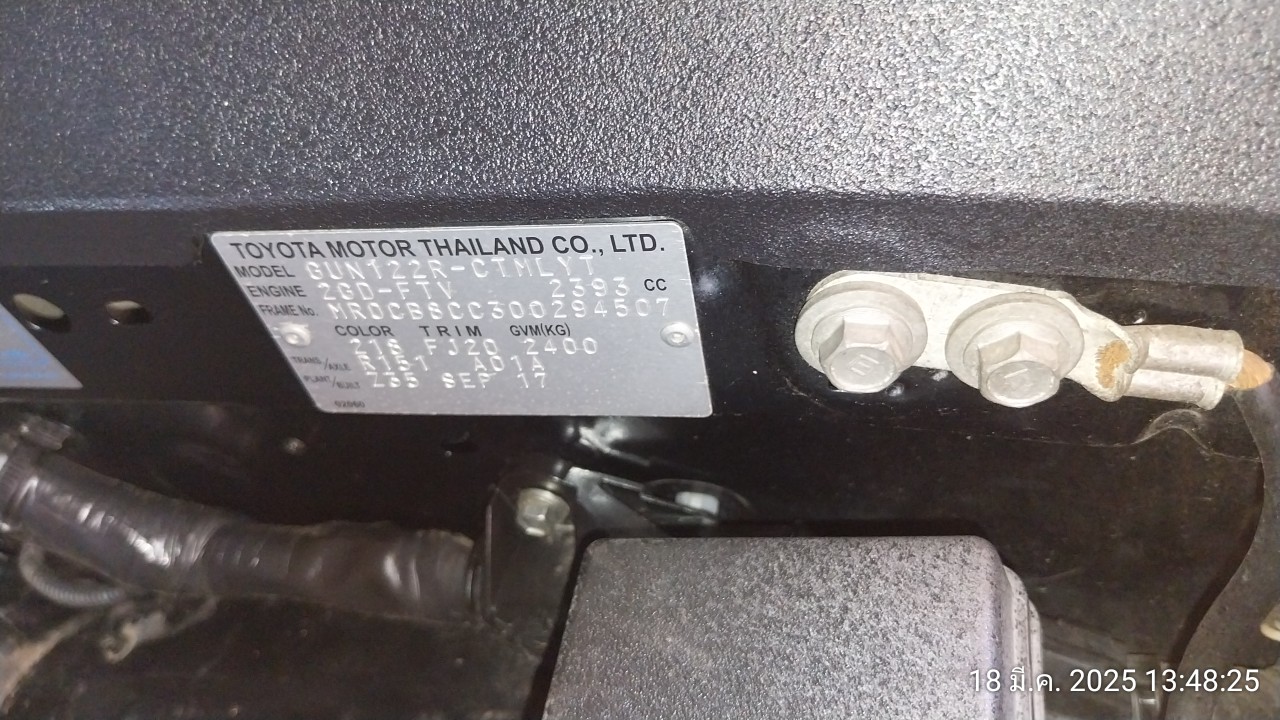 TOYOTA MOTOR THAILAND CO., LTD.
MODEL GUN122R-CTMLYT
ENGINE 2GD-FTV 2393 CC
FRAME No. MR0CB8CC300294507
COLOR TRIM GVM(KG)
218 FJ20 2400
TRANS./AXLE R151 A01A
PLANT/BUILT Z35 SEP 17
02060
18 มี.ค. 2025 13:48:25